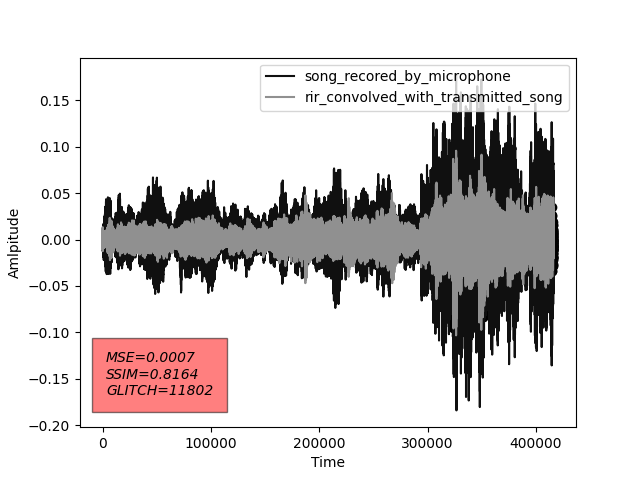 song_recored_by_microphone
rir_convolved_with_transmitted_song
0.15
0.10
0.05
0.00
−0.05
−0.10
−0.15
−0.20
Amlpitude
MSE=0.0007
SSIM=0.8164
GLITCH=11802
0 100000 200000 300000 400000
Time